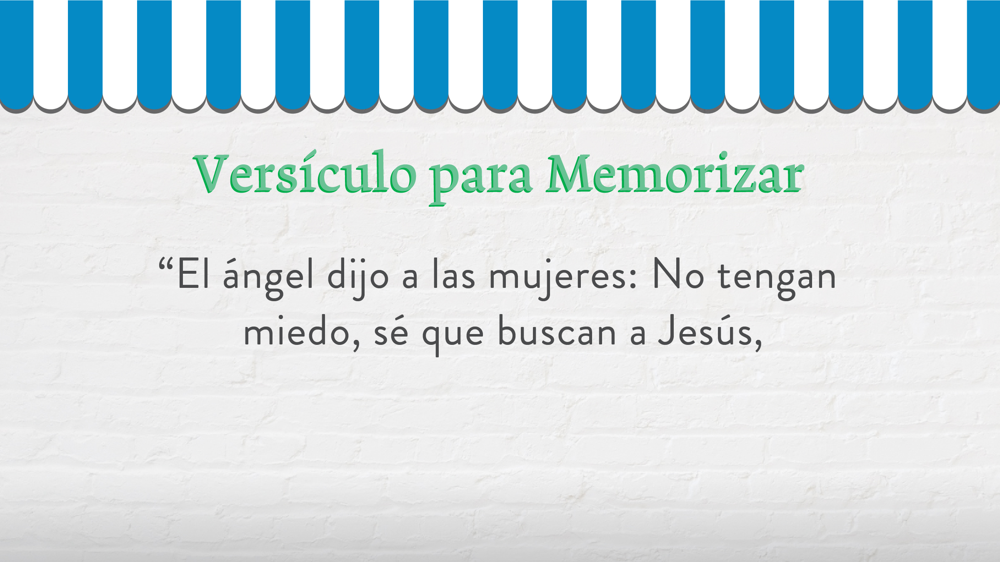 Versículo para Memorizar
“El ángel dijo a las mujeres: No tengan
miedo, sé que buscan a Jesús,